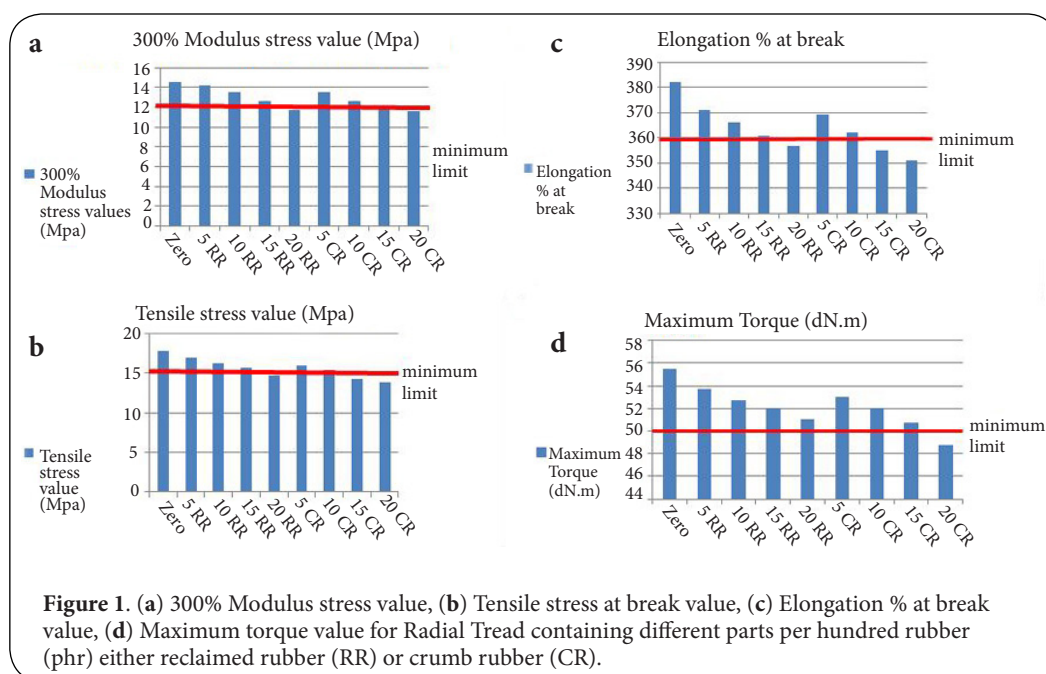 a
300% Modulus stress value (Mpa)
16
14
12
10
8
6
4
2
0
300%
Modulus
stress values
(Mpa)
minimum
limit
Zero
5 RR
10 RR
15 RR
20 RR
5 CR
10 CR
15 CR
20 CR
b
Tensile stress value (Mpa)
20
15
10
5
0
Tensile
stress
value
(Mpa)
minimum
limit
Zero
5 RR
10 RR
15 RR
20 RR
5 CR
10 CR
15 CR
20 CR
c
Elongation % at break
390
380
370
360
350
340
330
Elongation
% at
break
minimum
limit
Zero
5 RR
10 RR
15 RR
20 RR
5 CR
10 CR
15 CR
20 CR
d
Maximum Torque (dN.m)
58
56
54
52
50
48
46
44
Maximum
Torque
(dN.m)
minimum
limit
Zero
5 RR
10 RR
15 RR
20 RR
5 CR
10 CR
15 CR
20 CR
Figure 1. (a) 300% Modulus stress value, (b) Tensile stress at break value, (c) Elongation % at break
value, (d) Maximum torque value for Radial Tread containing different parts per hundred rubber
(phr) either reclaimed rubber (RR) or crumb rubber (CR).